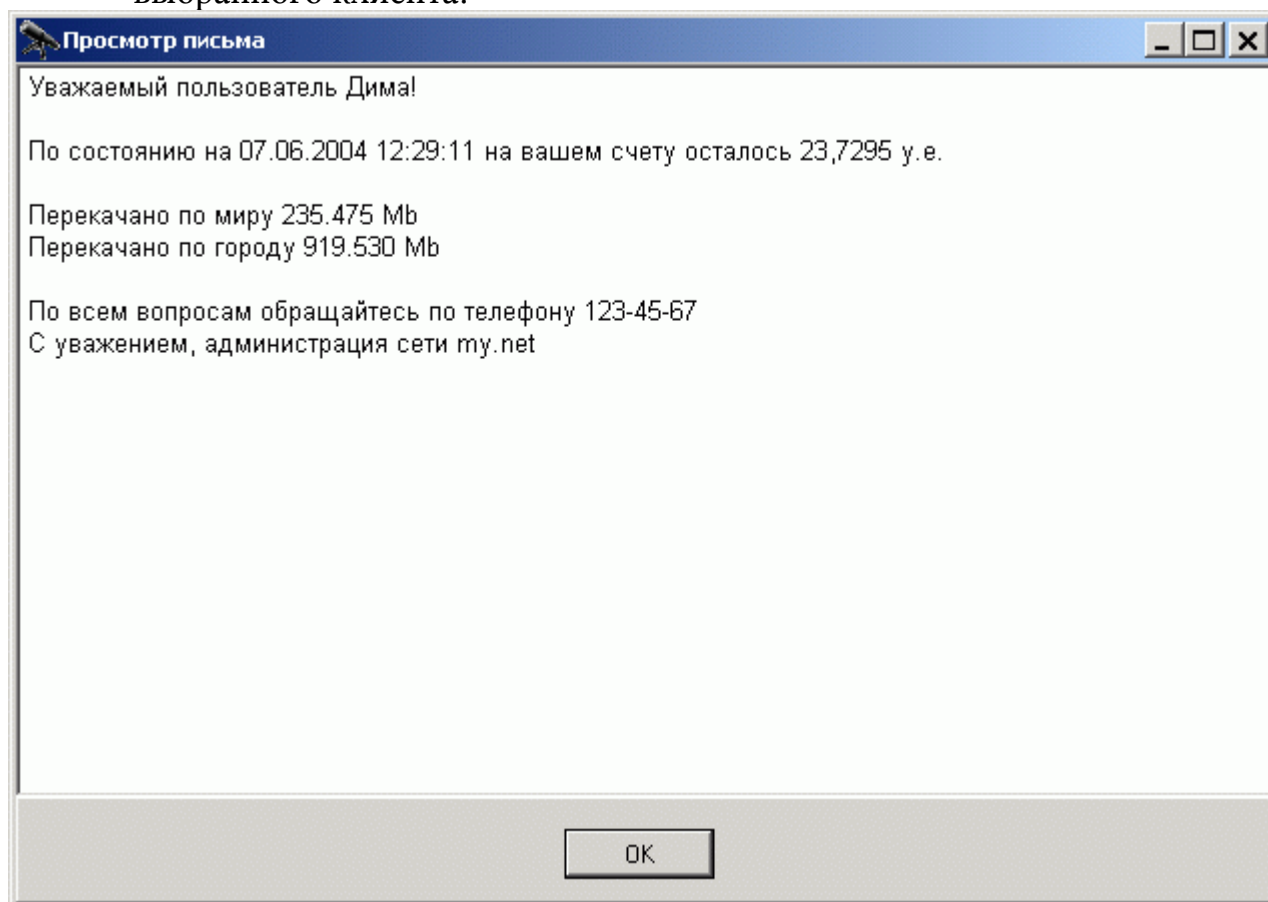 выбранного клиента.
Просмотр письма
Уважаемый пользователь Дима!
По состоянию на 07.06.2004 12:29:11 на вашем счету осталось 23,7295 у.е.
Перекачано по миру 235.475 Mb
Перекачано по городу 919.530 Mb
По всем вопросам обращайтесь по телефону 123-45-67
С уважением, администрация сети my.net
OK